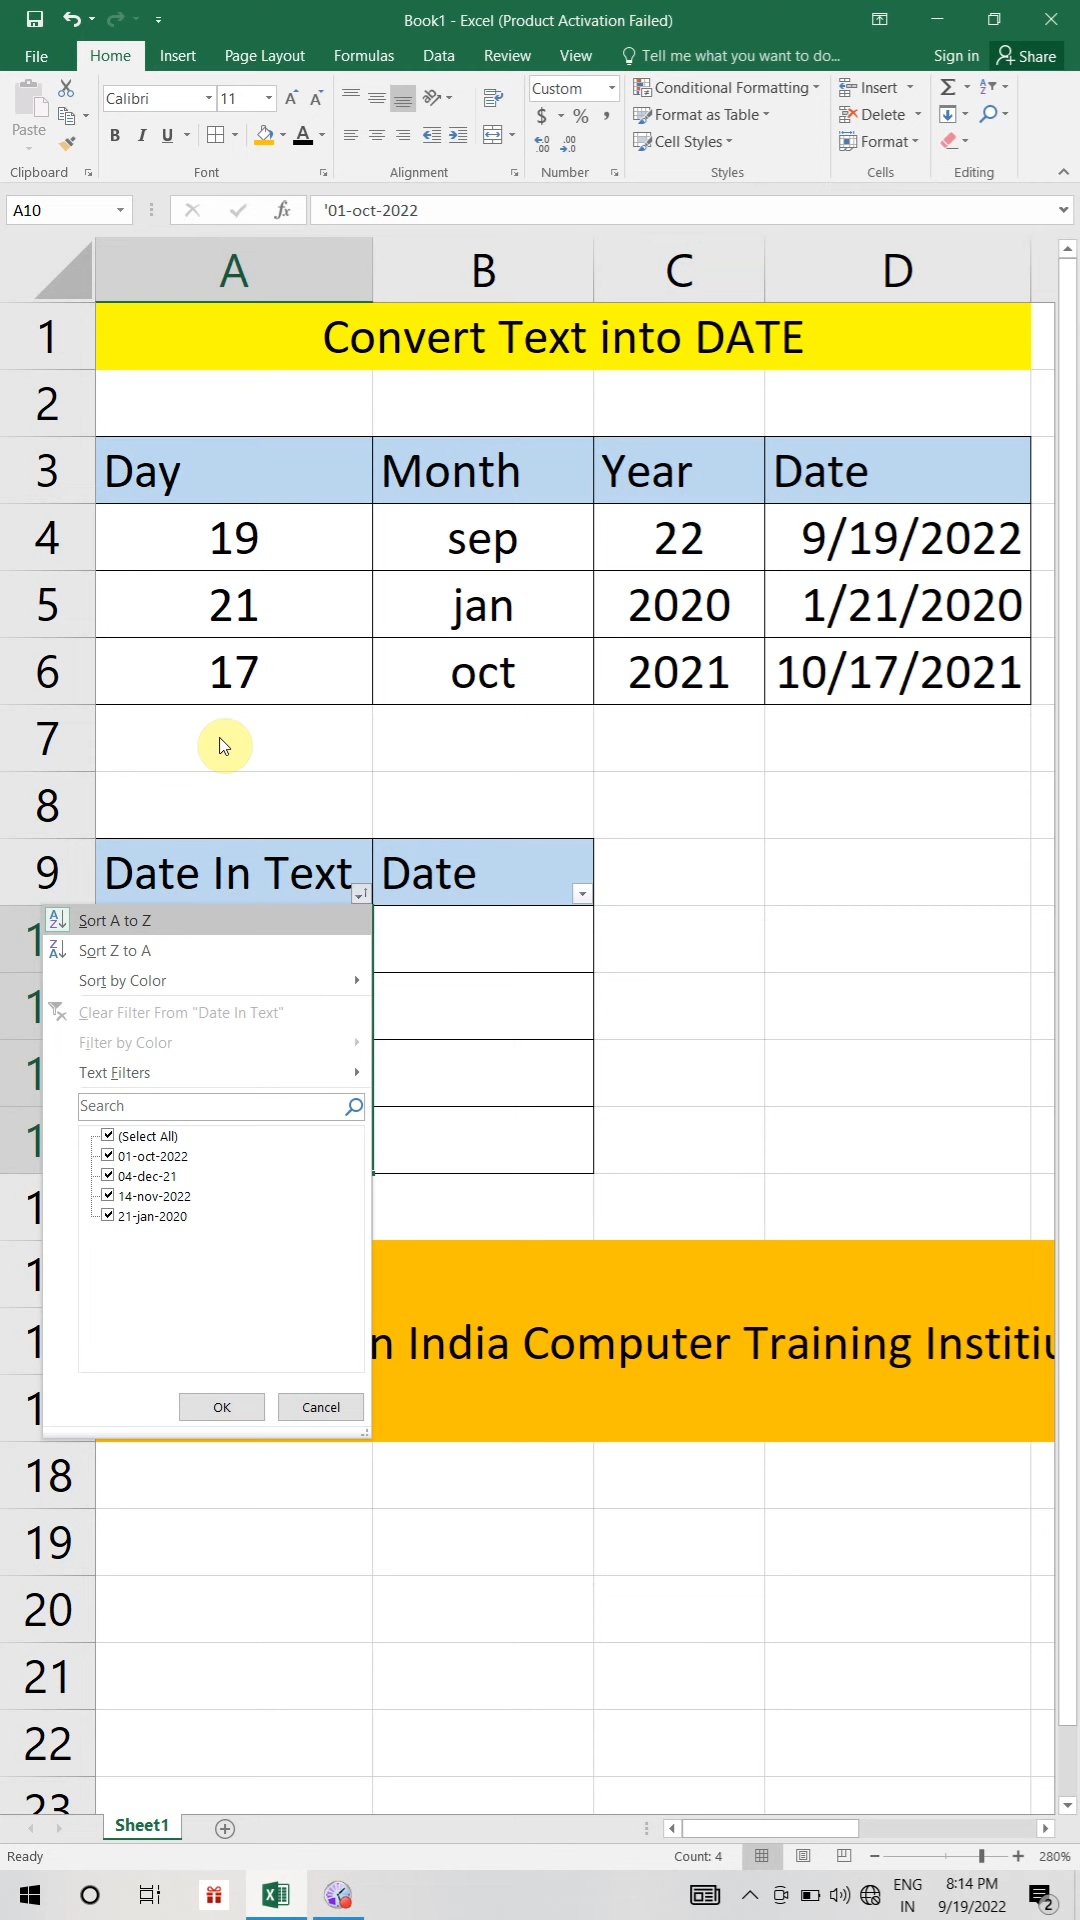 Book1 - Excel (Product Activation Failed)
File Home Insert Page Layout Formulas Data Review View Tell me what you want to do... Sign in Share
Paste
Clipboard
Calibri 11
B I U
Font
Alignment
Custom
$ % ,
Number
Conditional Formatting
Format as Table
Cell Styles
Styles
Insert
Delete
Format
Cells
Editing
A10 fx '01-oct-2022
A B C D
1 Convert Text into DATE
2
3 Day Month Year Date
4 19 sep 22 9/19/2022
5 21 jan 2020 1/21/2020
6 17 oct 2021 10/17/2021
7
8
9 Date In Text Date
Sort A to Z
Sort Z to A
Sort by Color
Clear Filter From "Date In Text"
Filter by Color
Text Filters
Search
(Select All)
01-oct-2022
04-dec-21
14-nov-2022
21-jan-2020
OK Cancel
n India Computer Training Institiu
18
19
20
21
22
23
Sheet1
Ready Count: 4 280%
ENG
IN
8:14 PM
9/19/2022
2